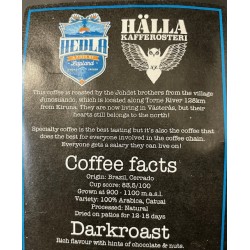 HEDLA
HÄLLA
KAFFEROSTERI
This coffee is roasted by the Johdet brothers from the village
Junosuando, which is located along Torne River 128km
from Kiruna. They are now living in Västerås, but their
hearts still belongs to the north!
Specialty coffee is the best tasting but it's also the coffee that
does the best for everyone involved in the coffee chain.
Everyone gets a salary they can live on!
Coffee facts
Origin: Brazil, Cerrado
Cup score: 83,5/100
Grown at 900 - 1100 m.a.s.l.
Variety: 100% Arabica, Catuai
Processed: Natural
Dried on patios for 12-15 days
Darkroast
Rich flavour with hints of chocolate & nuts.